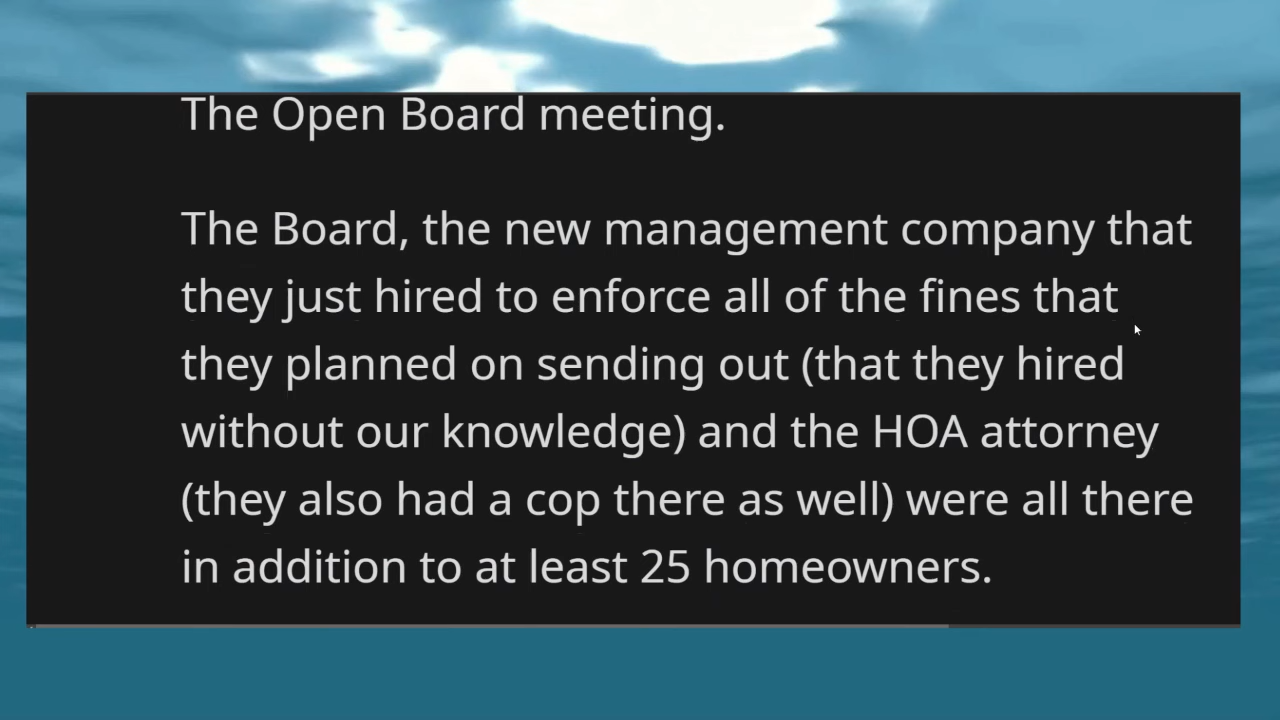 The Open Board meeting.
The Board, the new management company that
they just hired to enforce all of the fines that
they planned on sending out (that they hired
without our knowledge) and the HOA attorney
(they also had a cop there as well) were all there
in addition to at least 25 homeowners.